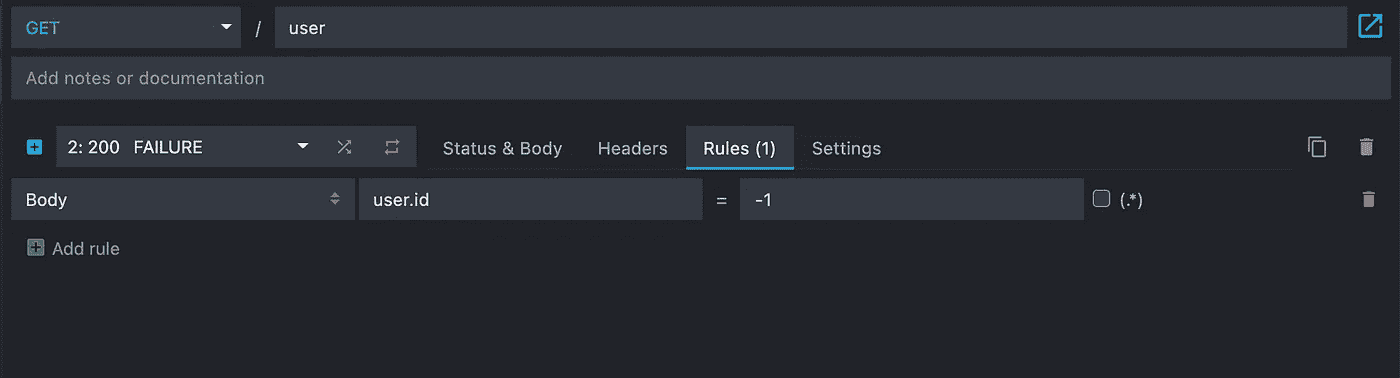 GET / user
Add notes or documentation
2: 200 FAILURE Status & Body Headers Rules (1) Settings
Body user.id = -1 (.*)
Add rule